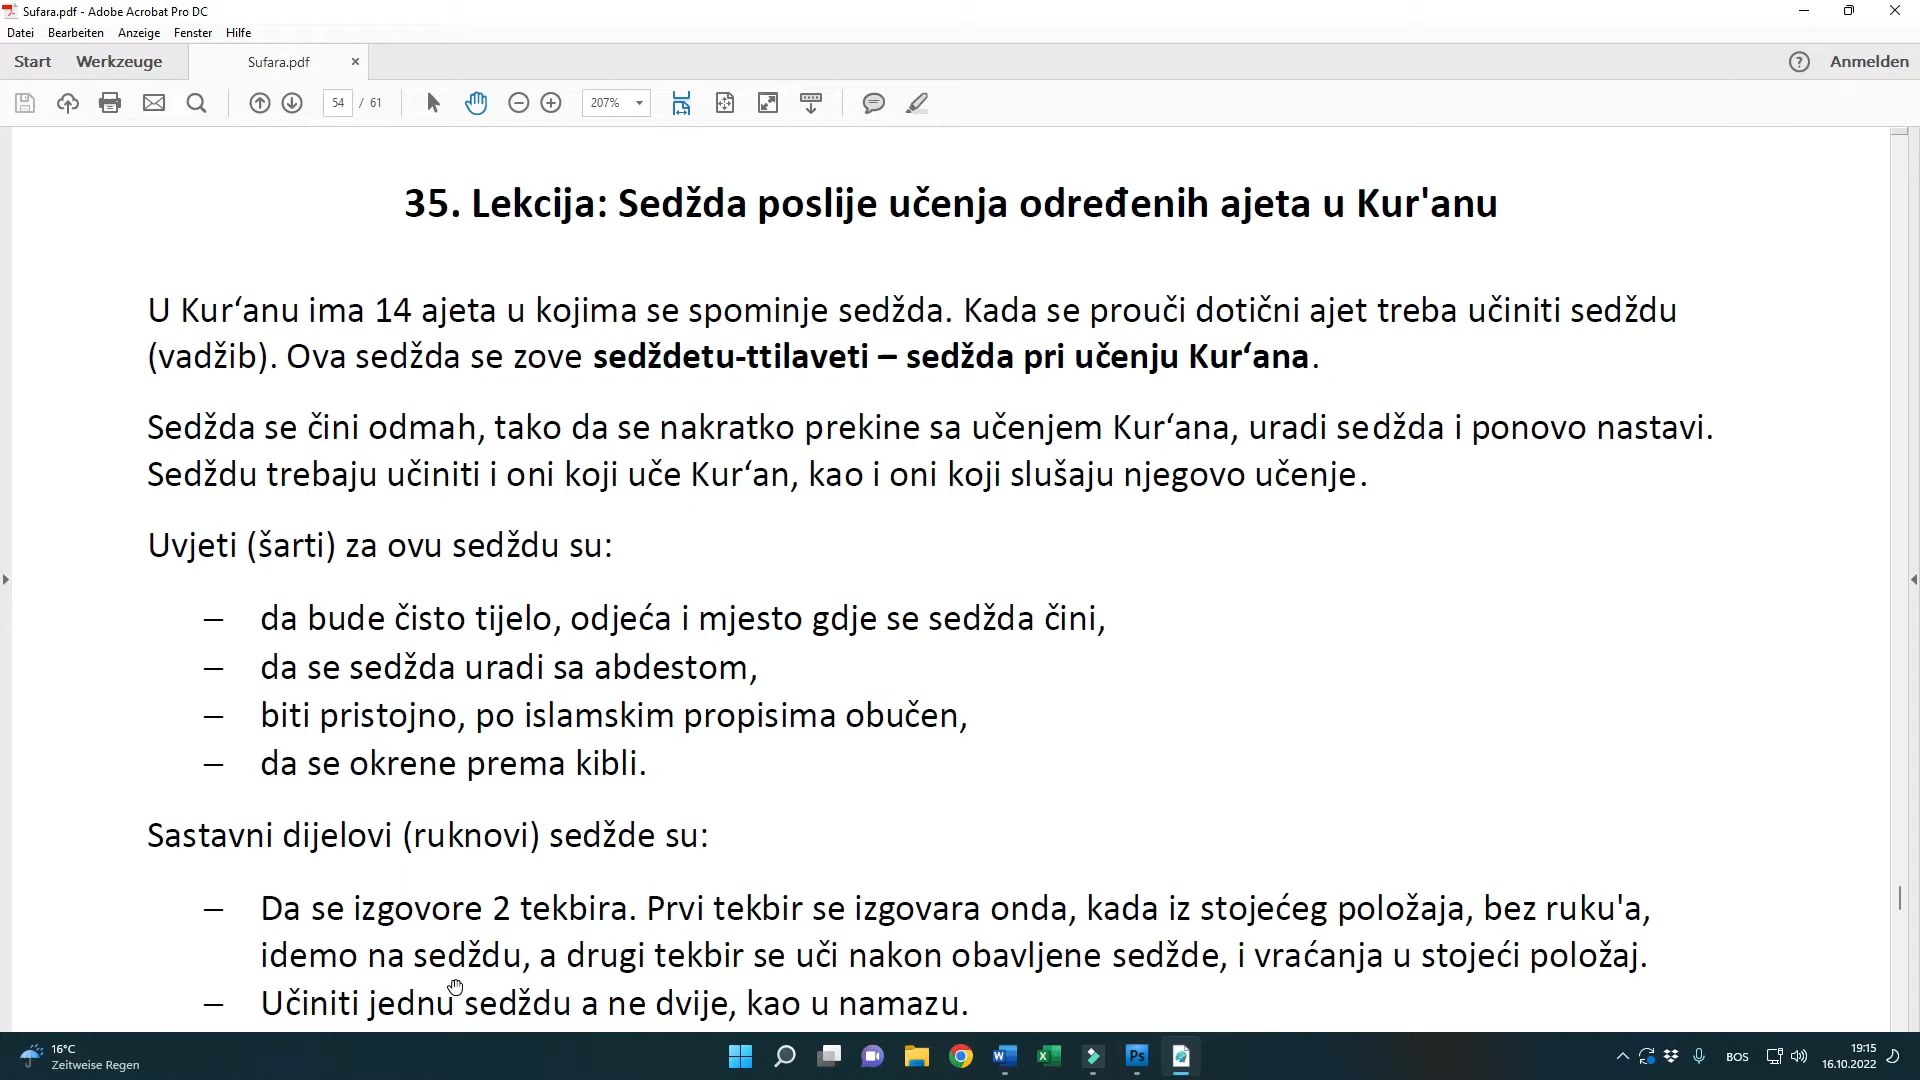 Sufara.pdf - Adobe Acrobat Pro DC
Datei Bearbeiten Anzeige Fenster Hilfe
Start Werkzeuge Sufara.pdf × ? Anmelden
54 / 61 207%
35. Lekcija: Sedžda poslije učenja određenih ajeta u Kur'anu
U Kur‘anu ima 14 ajeta u kojima se spominje sedžda. Kada se prouči dotični ajet treba učiniti sedždu
(vadžib). Ova sedžda se zove sedždetu-ttilaveti – sedžda pri učenju Kur‘ana.
Sedžda se čini odmah, tako da se nakratko prekine sa učenjem Kur‘ana, uradi sedžda i ponovo nastavi.
Sedždu trebaju učiniti i oni koji uče Kur‘an, kao i oni koji slušaju njegovo učenje.
Uvjeti (šarti) za ovu sedždu su:
– da bude čisto tijelo, odjeća i mjesto gdje se sedžda čini,
– da se sedžda uradi sa abdestom,
– biti pristojno, po islamskim propisima obučen,
– da se okrene prema kibli.
Sastavni dijelovi (ruknovi) sedžde su:
– Da se izgovore 2 tekbira. Prvi tekbir se izgovara onda, kada iz stojećeg položaja, bez ruku'a,
idemo na sedždu, a drugi tekbir se uči nakon obavljene sedžde, i vraćanja u stojeći položaj.
– Učiniti jednu sedždu a ne dvije, kao u namazu.
16°C
Zeitweise Regen
W X Ps
BOS
19:15
16.10.2022